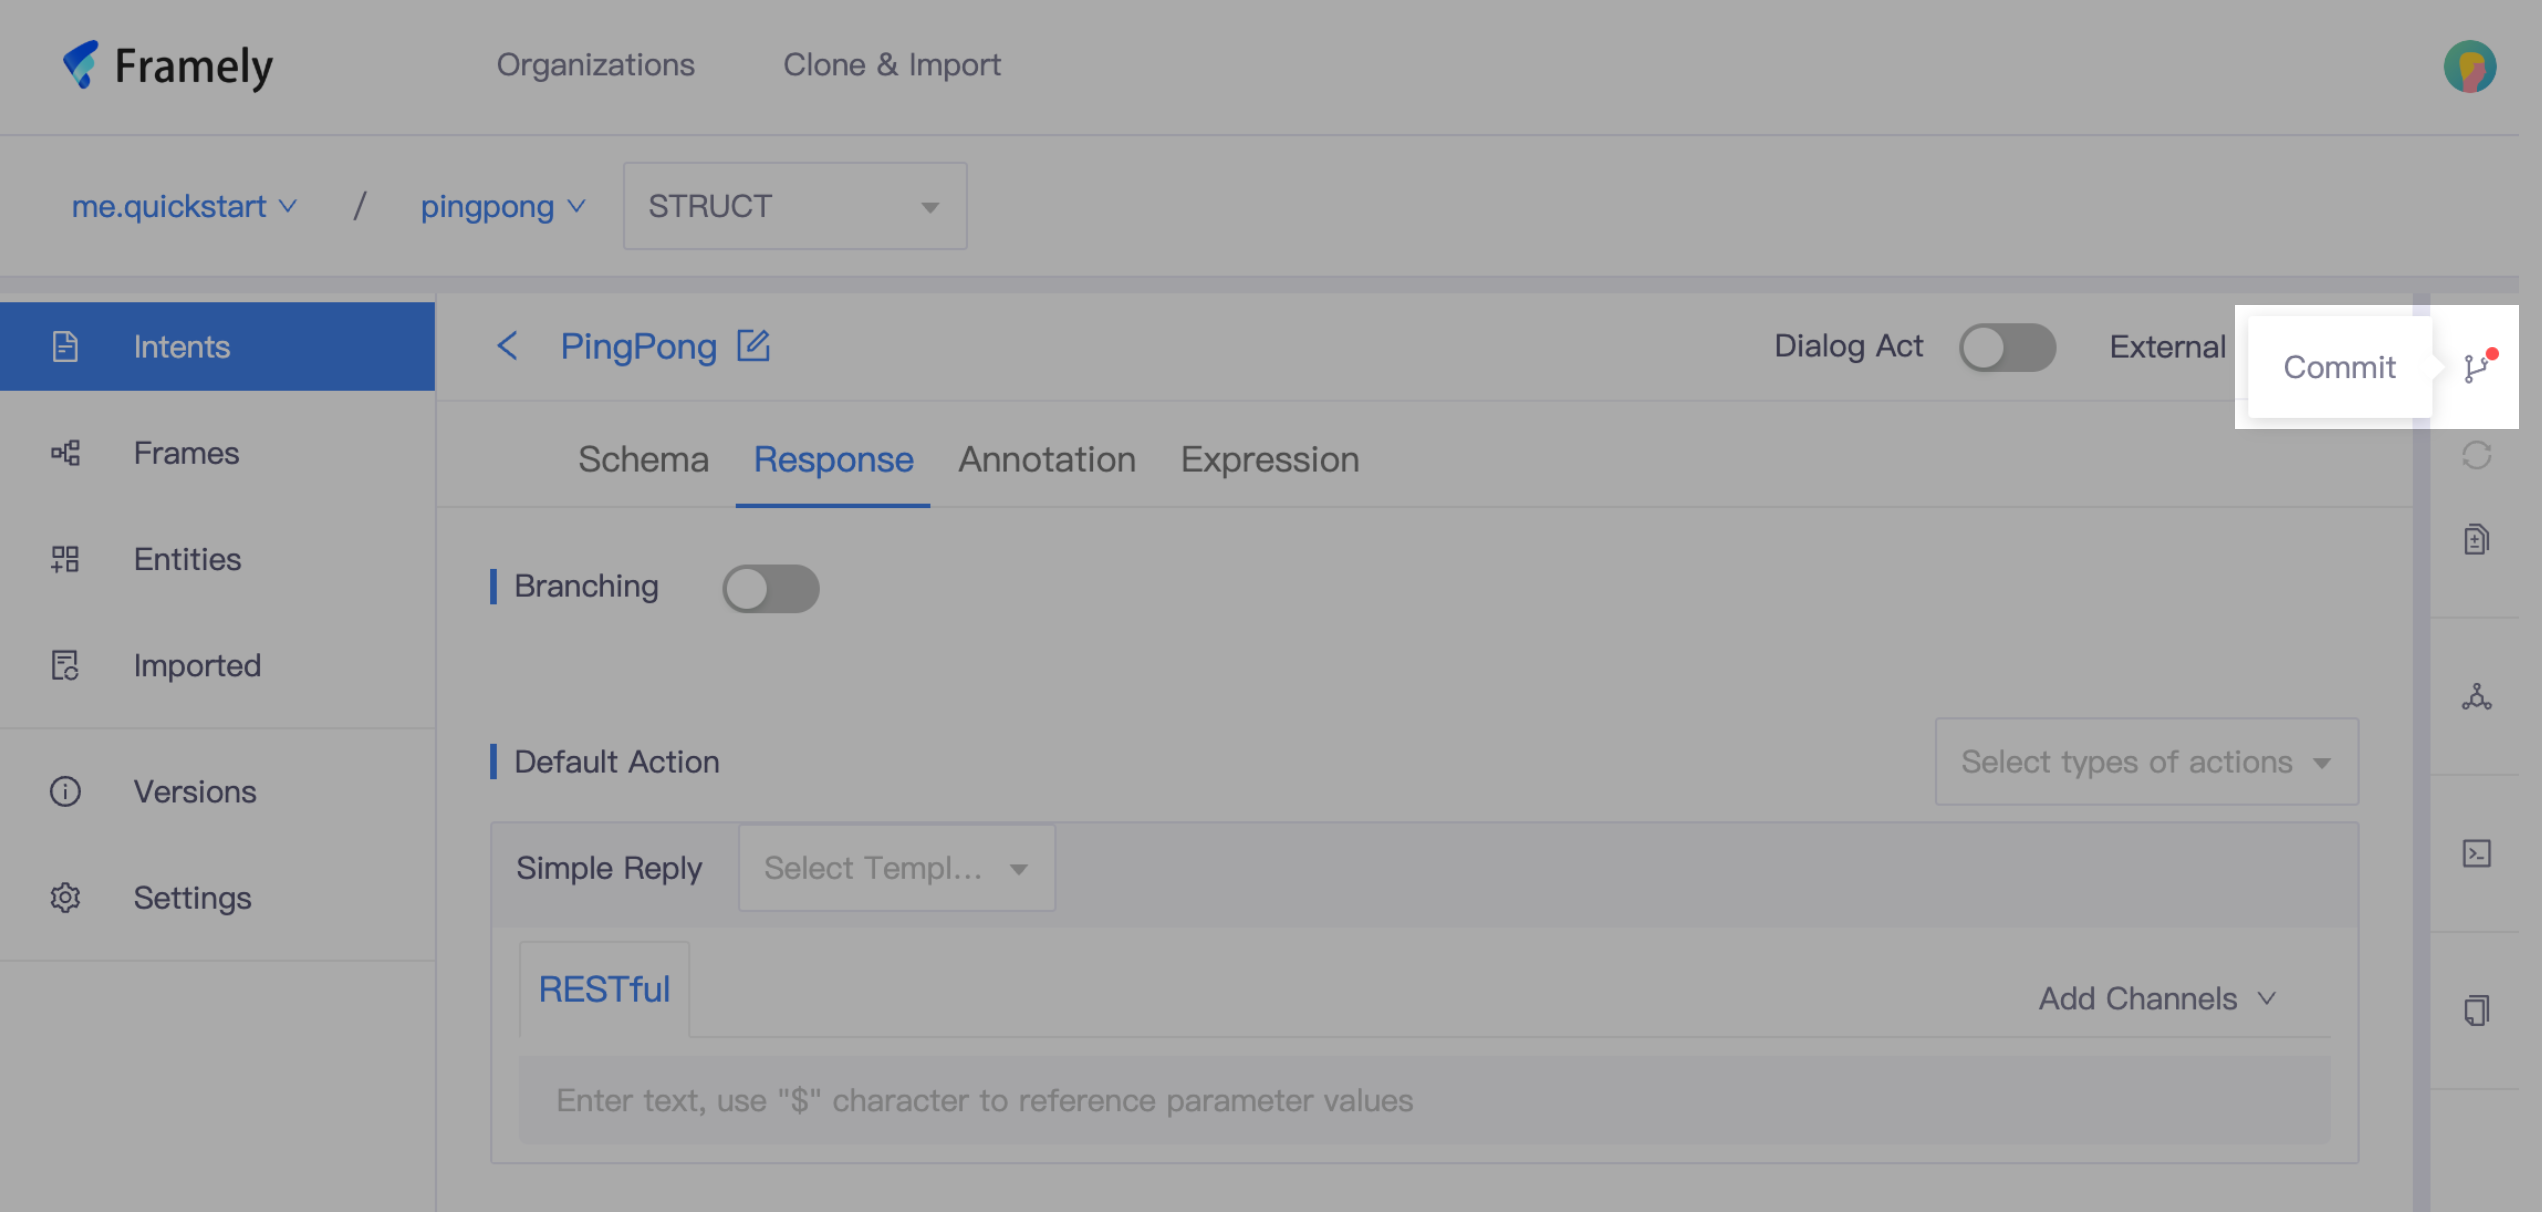 Framely
Organizations
Clone & Import
me.quickstart / pingpong STRUCT
Intents
Frames
Entities
Imported
Versions
Settings
PingPong
Dialog Act
External
Commit
Schema Response Annotation Expression
Branching
Default Action
Select types of actions
Simple Reply
Select Templ...
RESTful
Add Channels
Enter text, use "$" character to reference parameter values